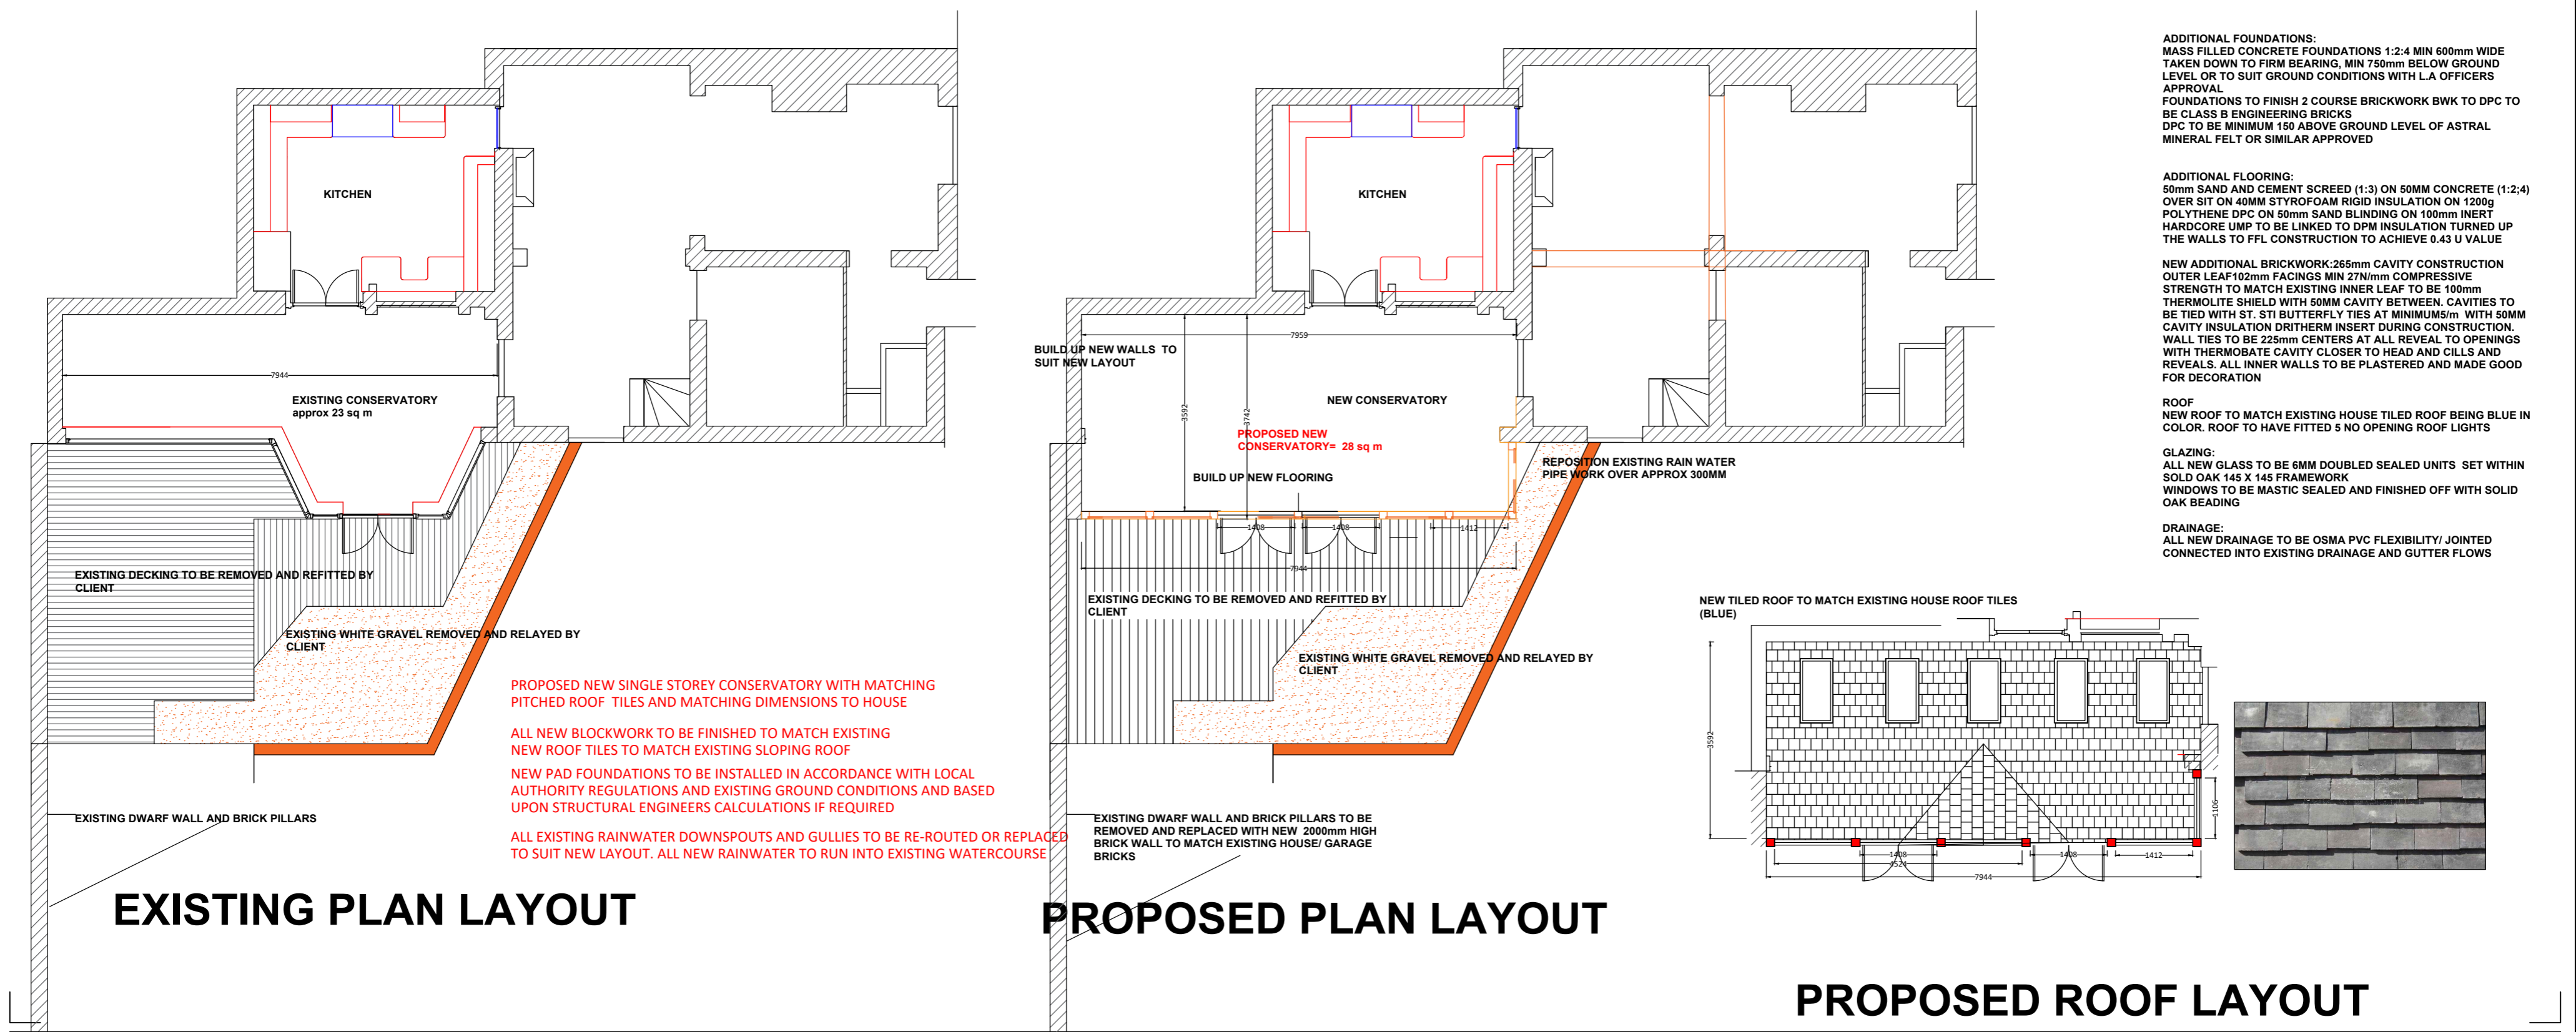 KITCHEN
7944
EXISTING CONSERVATORY
approx 23 sq m
EXISTING DECKING TO BE REMOVED AND REFITTED BY
CLIENT
EXISTING WHITE GRAVEL REMOVED AND RELAYED BY
CLIENT
PROPOSED NEW SINGLE STOREY CONSERVATORY WITH MATCHING
PITCHED ROOF TILES AND MATCHING DIMENSIONS TO HOUSE
ALL NEW BLOCKWORK TO BE FINISHED TO MATCH EXISTING
NEW ROOF TILES TO MATCH EXISTING SLOPING ROOF
NEW PAD FOUNDATIONS TO BE INSTALLED IN ACCORDANCE WITH LOCAL
AUTHORITY REGULATIONS AND EXISTING GROUND CONDITIONS AND BASED
UPON STRUCTURAL ENGINEERS CALCULATIONS IF REQUIRED
ALL EXISTING RAINWATER DOWNSPOUTS AND GULLIES TO BE RE-ROUTED OR REPLACED
TO SUIT NEW LAYOUT. ALL NEW RAINWATER TO RUN INTO EXISTING WATERCOURSE
EXISTING DWARF WALL AND BRICK PILLARS
EXISTING PLAN LAYOUT
KITCHEN
7959
BUILD UP NEW WALLS TO
SUIT NEW LAYOUT
3592
3742
NEW CONSERVATORY
PROPOSED NEW
CONSERVATORY= 28 sq m
BUILD UP NEW FLOORING
REPOSITION EXISTING RAIN WATER
PIPE WORK OVER APPROX 300MM
1408
1408
1412
7944
EXISTING DECKING TO BE REMOVED AND REFITTED BY
CLIENT
EXISTING WHITE GRAVEL REMOVED AND RELAYED BY
CLIENT
EXISTING DWARF WALL AND BRICK PILLARS TO BE
REMOVED AND REPLACED WITH NEW 2000mm HIGH
BRICK WALL TO MATCH EXISTING HOUSE/ GARAGE
BRICKS
PROPOSED PLAN LAYOUT
ADDITIONAL FOUNDATIONS:
MASS FILLED CONCRETE FOUNDATIONS 1:2:4 MIN 600mm WIDE
TAKEN DOWN TO FIRM BEARING, MIN 750mm BELOW GROUND
LEVEL OR TO SUIT GROUND CONDITIONS WITH L.A OFFICERS
APPROVAL
FOUNDATIONS TO FINISH 2 COURSE BRICKWORK BWK TO DPC TO
BE CLASS B ENGINEERING BRICKS
DPC TO BE MINIMUM 150 ABOVE GROUND LEVEL OF ASTRAL
MINERAL FELT OR SIMILAR APPROVED
ADDITIONAL FLOORING:
50mm SAND AND CEMENT SCREED (1:3) ON 50MM CONCRETE (1:2;4)
OVER SIT ON 40MM STYROFOAM RIGID INSULATION ON 1200g
POLYTHENE DPC ON 50mm SAND BLINDING ON 100mm INERT
HARDCORE UMP TO BE LINKED TO DPM INSULATION TURNED UP
THE WALLS TO FFL CONSTRUCTION TO ACHIEVE 0.43 U VALUE
NEW ADDITIONAL BRICKWORK:265mm CAVITY CONSTRUCTION
OUTER LEAF102mm FACINGS MIN 27N/mm COMPRESSIVE
STRENGTH TO MATCH EXISTING INNER LEAF TO BE 100mm
THERMOLITE SHIELD WITH 50MM CAVITY BETWEEN. CAVITIES TO
BE TIED WITH ST. STI BUTTERFLY TIES AT MINIMUM5/m WITH 50MM
CAVITY INSULATION DRITHERM INSERT DURING CONSTRUCTION.
WALL TIES TO BE 225mm CENTERS AT ALL REVEAL TO OPENINGS
WITH THERMOBATE CAVITY CLOSER TO HEAD AND CILLS AND
REVEALS. ALL INNER WALLS TO BE PLASTERED AND MADE GOOD
FOR DECORATION
ROOF
NEW ROOF TO MATCH EXISTING HOUSE TILED ROOF BEING BLUE IN
COLOR. ROOF TO HAVE FITTED 5 NO OPENING ROOF LIGHTS
GLAZING:
ALL NEW GLASS TO BE 6MM DOUBLED SEALED UNITS SET WITHIN
SOLD OAK 145 X 145 FRAMEWORK
WINDOWS TO BE MASTIC SEALED AND FINISHED OFF WITH SOLID
OAK BEADING
DRAINAGE:
ALL NEW DRAINAGE TO BE OSMA PVC FLEXIBILITY/ JOINTED
CONNECTED INTO EXISTING DRAINAGE AND GUTTER FLOWS
NEW TILED ROOF TO MATCH EXISTING HOUSE ROOF TILES
(BLUE)
3592
1106
1408
1408
1412
4524
7944
PROPOSED ROOF LAYOUT